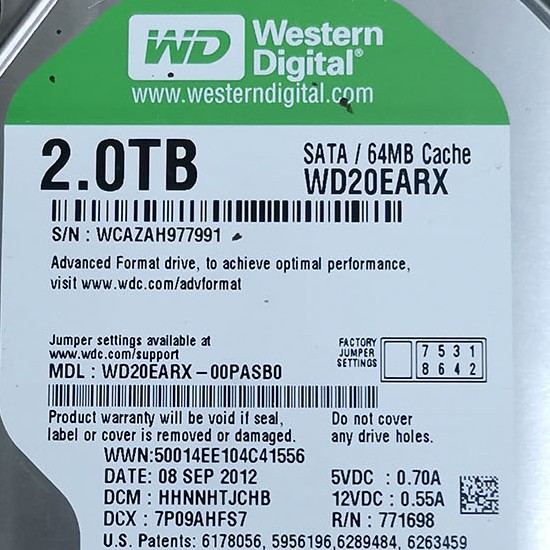 WD Western
Digital®
www.westerndigital.com
2.0TB
SATA / 64MB Cache
WD20EARX
S/N : WCAZAH977991
Advanced Format drive, to achieve optimal performance,
visit www.wdc.com/advformat
Jumper settings available at
www.wdc.com/support
FACTORY
JUMPER
SETTINGS
7 5 3 1
8 6 4 2
MDL : WD20EARX-00PASB0
Product warranty will be void if seal,
label or cover is removed or damaged.
Do not cover
any drive holes.
WWN:50014EE104C41556
DATE: 08 SEP 2012
DCM : HHNNHTJCHB
DCX : 7P09AHFS7
5VDC : 0.70A
12VDC : 0.55A
R/N : 771698
U.S. Patents: 6178056, 5956196,6289484, 6263459